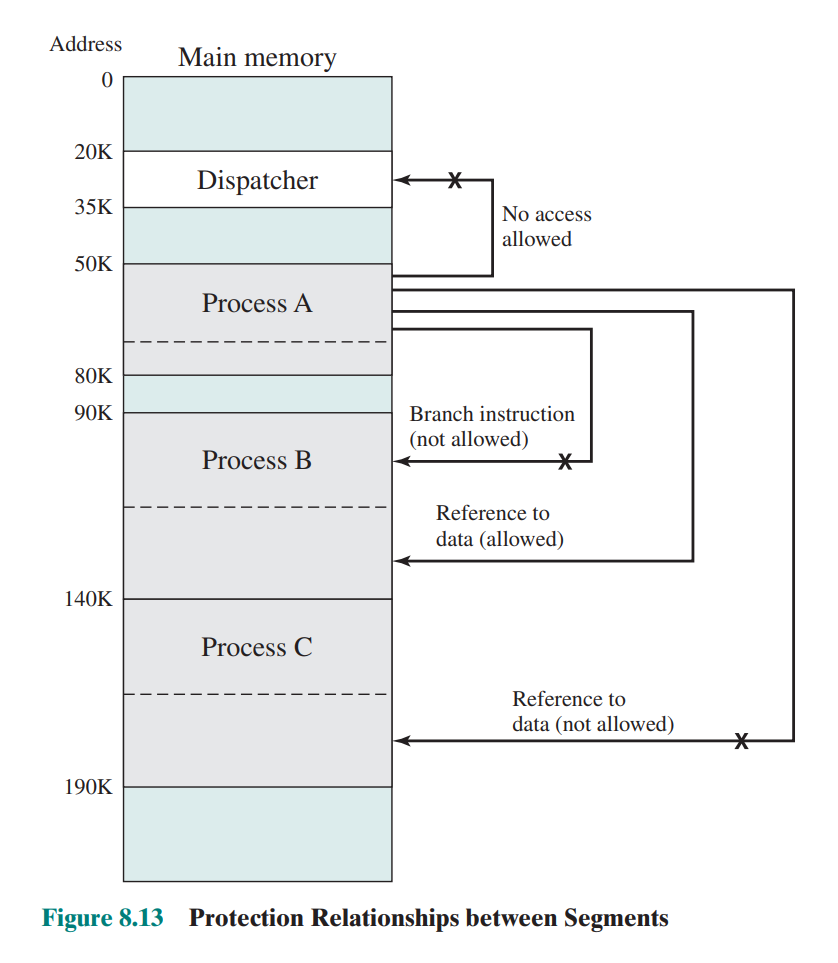 Address
Main memory
0
20K
Dispatcher
35K
No access
allowed
50K
Process A
80K
90K
Branch instruction
(not allowed)
Process B
Reference to
data (allowed)
140K
Process C
Reference to
data (not allowed)
190K
Figure 8.13 Protection Relationships between Segments